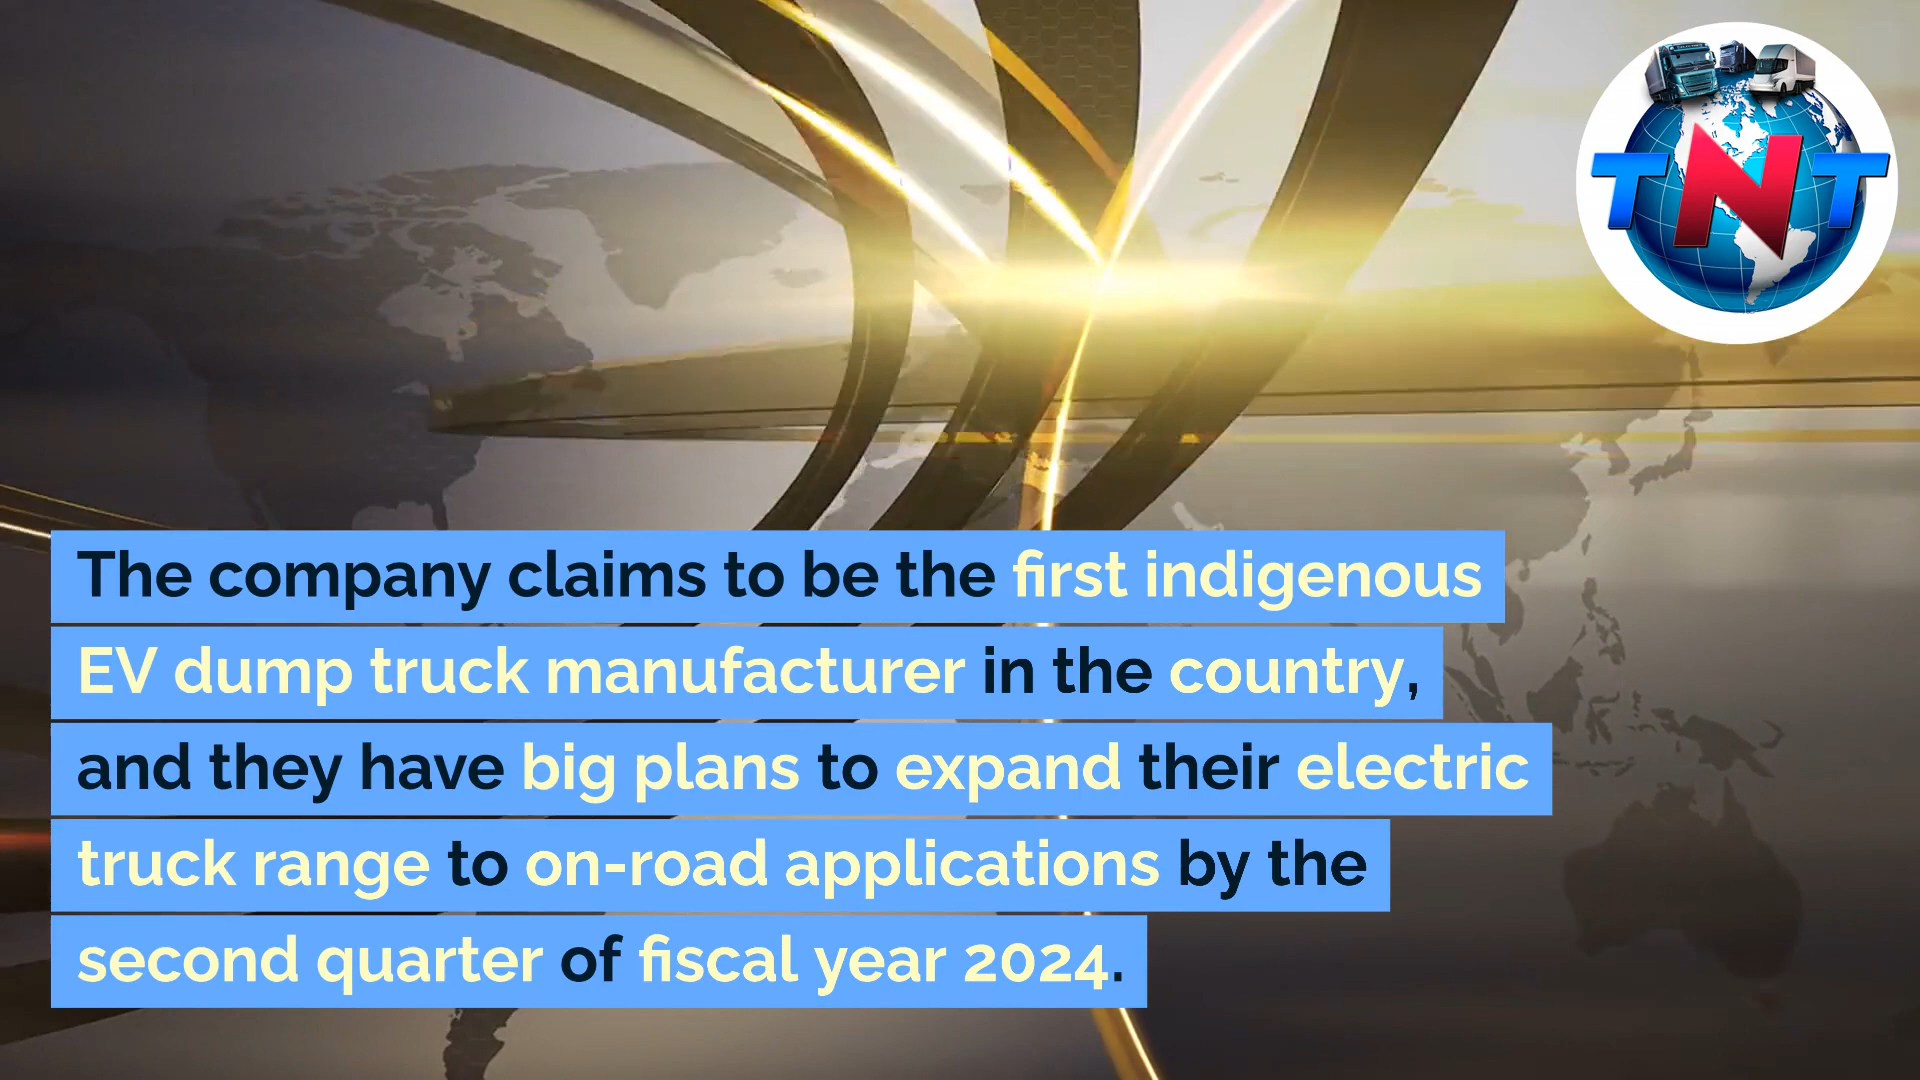 TNT
The company claims to be the first indigenous
EV dump truck manufacturer in the country,
and they have big plans to expand their electric
truck range to on-road applications by the
second quarter of fiscal year 2024.